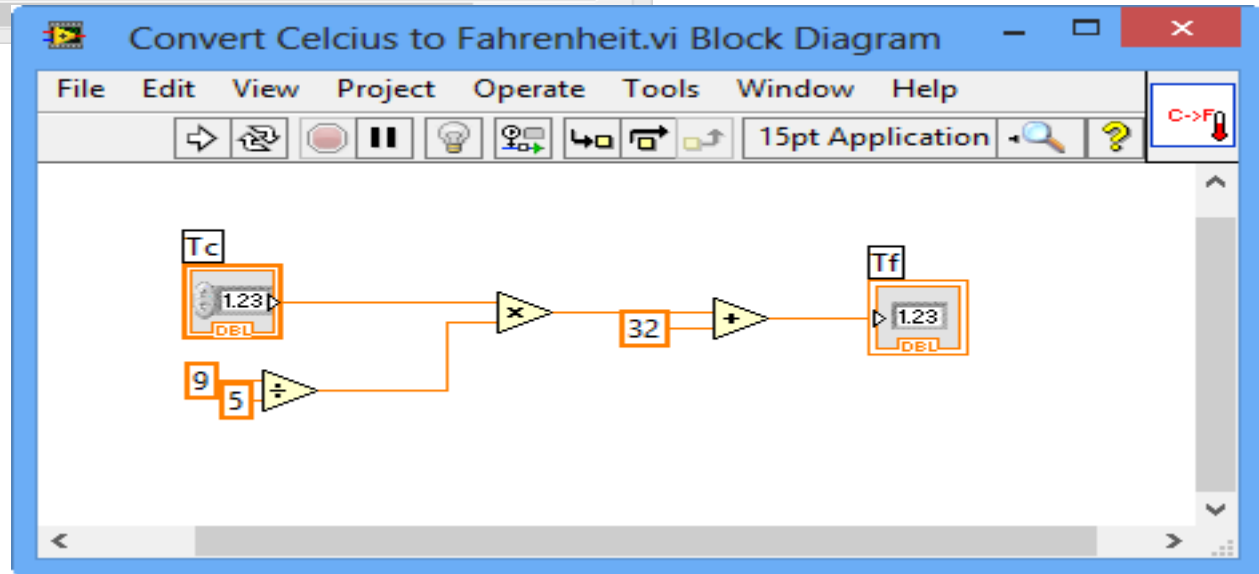 Convert Celcius to Fahrenheit.vi Block Diagram
File Edit View Project Operate Tools Window Help
15pt Application
C->F
Tc
1.23
DBL
9
5
÷
×
32
+
Tf
1.23
DBL